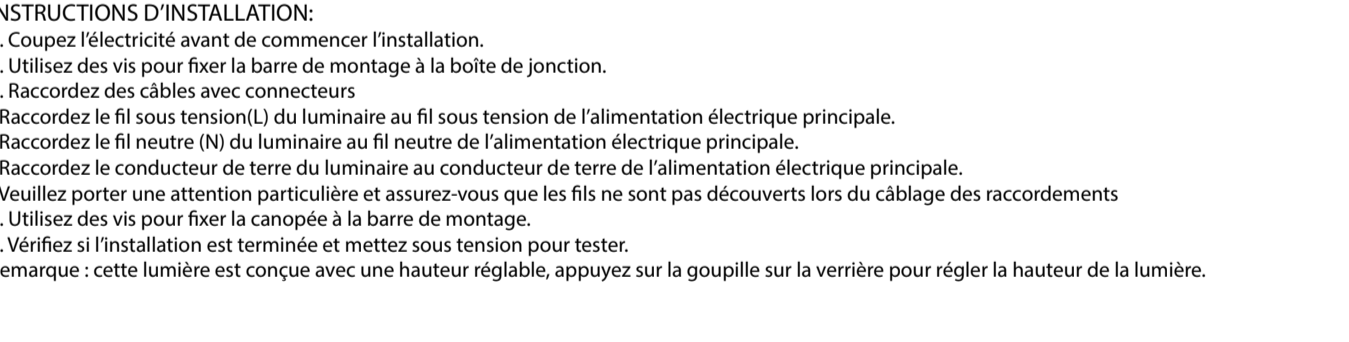 NSTRUCTIONS D’INSTALLATION:
. Coupez l’électricité avant de commencer l’installation.
. Utilisez des vis pour fixer la barre de montage à la boîte de jonction.
. Raccordez des câbles avec connecteurs
Raccordez le fil sous tension(L) du luminaire au fil sous tension de l’alimentation électrique principale.
Raccordez le fil neutre (N) du luminaire au fil neutre de l’alimentation électrique principale.
Raccordez le conducteur de terre du luminaire au conducteur de terre de l’alimentation électrique principale.
Veuillez porter une attention particulière et assurez-vous que les fils ne sont pas découverts lors du câblage des raccordements
. Utilisez des vis pour fixer la canopée à la barre de montage.
. Vérifiez si l’installation est terminée et mettez sous tension pour tester.
emarque : cette lumière est conçue avec une hauteur réglable, appuyez sur la goupille sur la verrière pour régler la hauteur de la lumière.